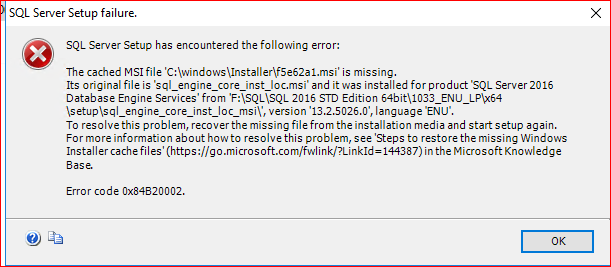 SQL Server Setup failure.
SQL Server Setup has encountered the following error:
The cached MSI file 'C:\windows\Installer\f5e62a1.msi' is missing.
Its original file is 'sql_engine_core_inst_loc.msi' and it was installed for product 'SQL Server 2016
Database Engine Services' from 'F:\SQL\SQL 2016 STD Edition 64bit\1033_ENU_LP\x64
\setup\sql_engine_core_inst_loc_msi\', version '13.2.5026.0', language 'ENU'.
To resolve this problem, recover the missing file from the installation media and start setup again.
For more information about how to resolve this problem, see 'Steps to restore the missing Windows
Installer cache files' (https://go.microsoft.com/fwlink/?LinkId=144387) in the Microsoft Knowledge
Base.
Error code 0x84B20002.
OK